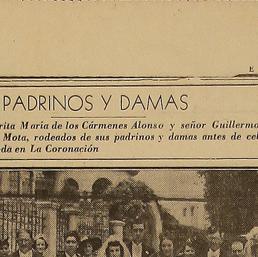 E
PADRINOS Y DAMAS
rita María de los Cármenes Alonso y señor Guillermo
Mota, rodeados de sus padrinos y damas antes de cel
da en La Coronación